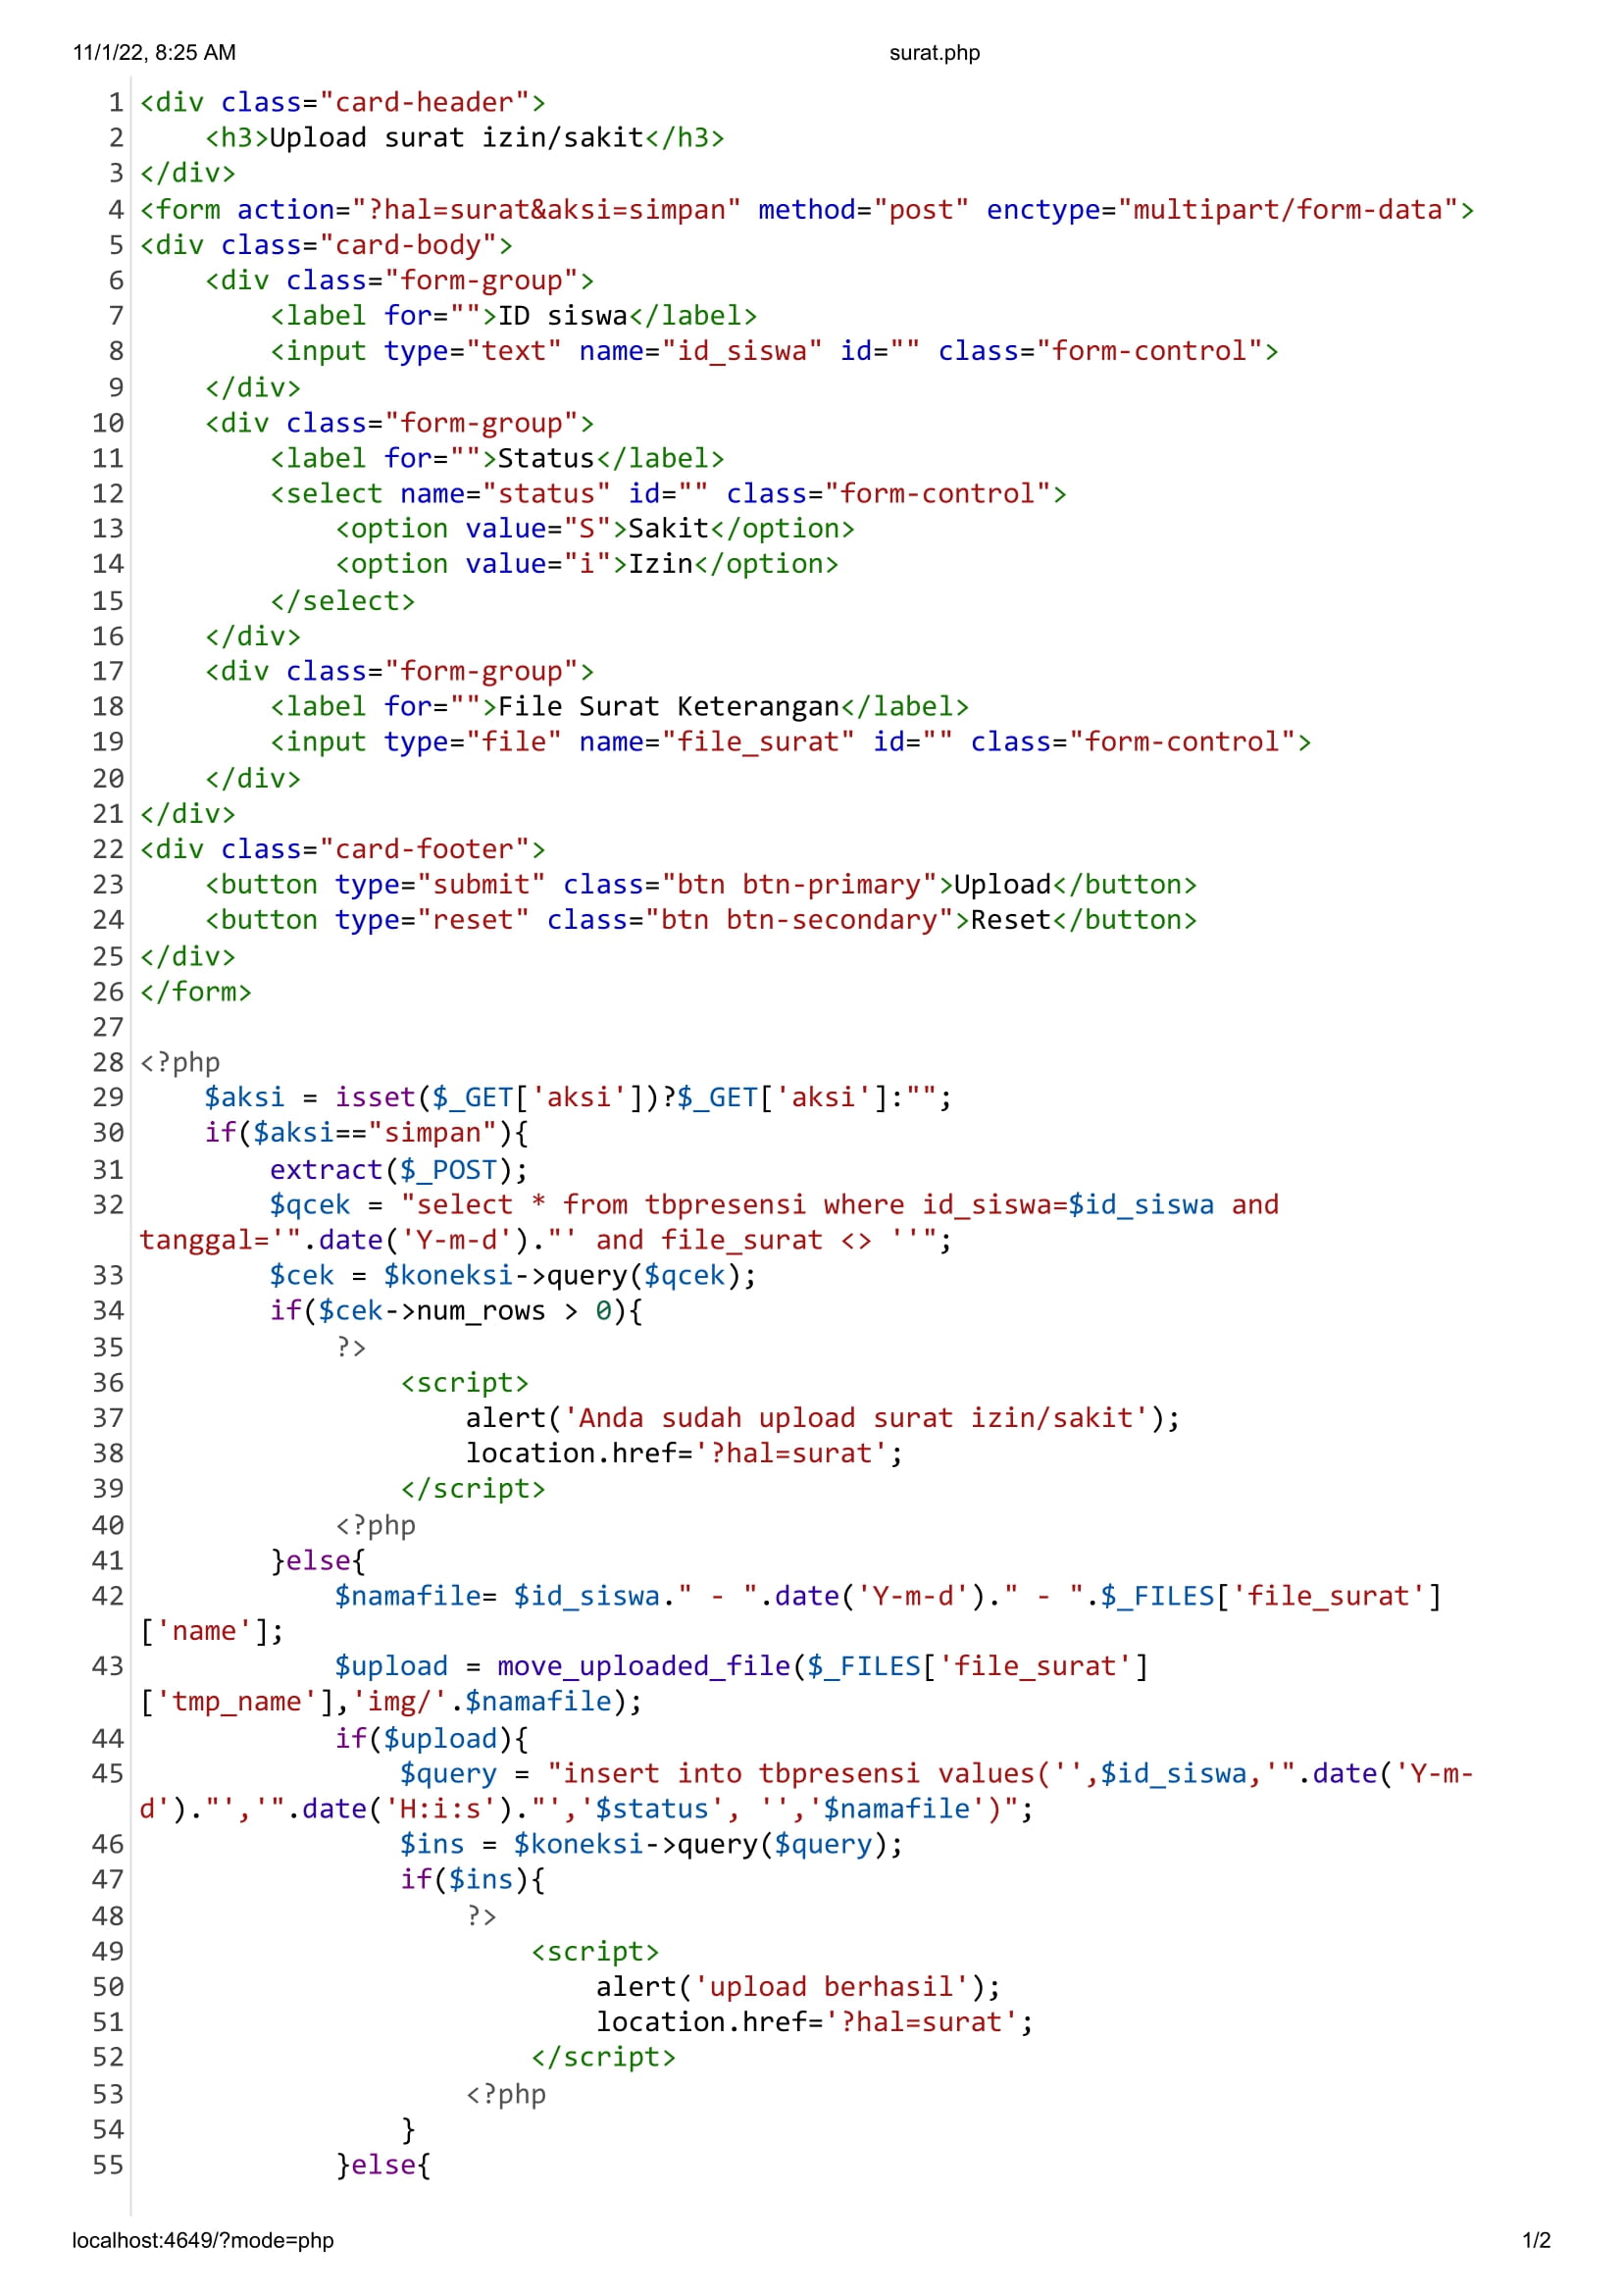 11/1/22, 8:25 AM surat.php
1 <div class="card-header">
2     <h3>Upload surat izin/sakit</h3>
3 </div>
4 <form action="?hal=surat&aksi=simpan" method="post" enctype="multipart/form-data">
5 <div class="card-body">
6     <div class="form-group">
7         <label for="">ID siswa</label>
8         <input type="text" name="id_siswa" id="" class="form-control">
9     </div>
10     <div class="form-group">
11         <label for="">Status</label>
12         <select name="status" id="" class="form-control">
13             <option value="S">Sakit</option>
14             <option value="i">Izin</option>
15         </select>
16     </div>
17     <div class="form-group">
18         <label for="">File Surat Keterangan</label>
19         <input type="file" name="file_surat" id="" class="form-control">
20     </div>
21 </div>
22 <div class="card-footer">
23     <button type="submit" class="btn btn-primary">Upload</button>
24     <button type="reset" class="btn btn-secondary">Reset</button>
25 </div>
26 </form>
27
28 <?php
29     $aksi = isset($_GET['aksi'])?$_GET['aksi']:"";
30     if($aksi=="simpan"){
31         extract($_POST);
32         $qcek = "select * from tbpresensi where id_siswa=$id_siswa and
tanggal='".date('Y-m-d')."' and file_surat <> ''";
33         $cek = $koneksi->query($qcek);
34         if($cek->num_rows > 0){
35             ?>
36                 <script>
37                     alert('Anda sudah upload surat izin/sakit');
38                     location.href='?hal=surat';
39                 </script>
40             <?php
41         }else{
42             $namafile= $id_siswa." - ".date('Y-m-d')." - ".$_FILES['file_surat']
['name'];
43             $upload = move_uploaded_file($_FILES['file_surat']
['tmp_name'],'img/'.$namafile);
44             if($upload){
45                 $query = "insert into tbpresensi values('',$id_siswa,'".date('Y-m-
d')."','".date('H:i:s')."','$status', '','$namafile')";
46                 $ins = $koneksi->query($query);
47                 if($ins){
48                     ?>
49                         <script>
50                             alert('upload berhasil');
51                             location.href='?hal=surat';
52                         </script>
53                     <?php
54                 }
55             }else{
localhost:4649/?mode=php 1/2